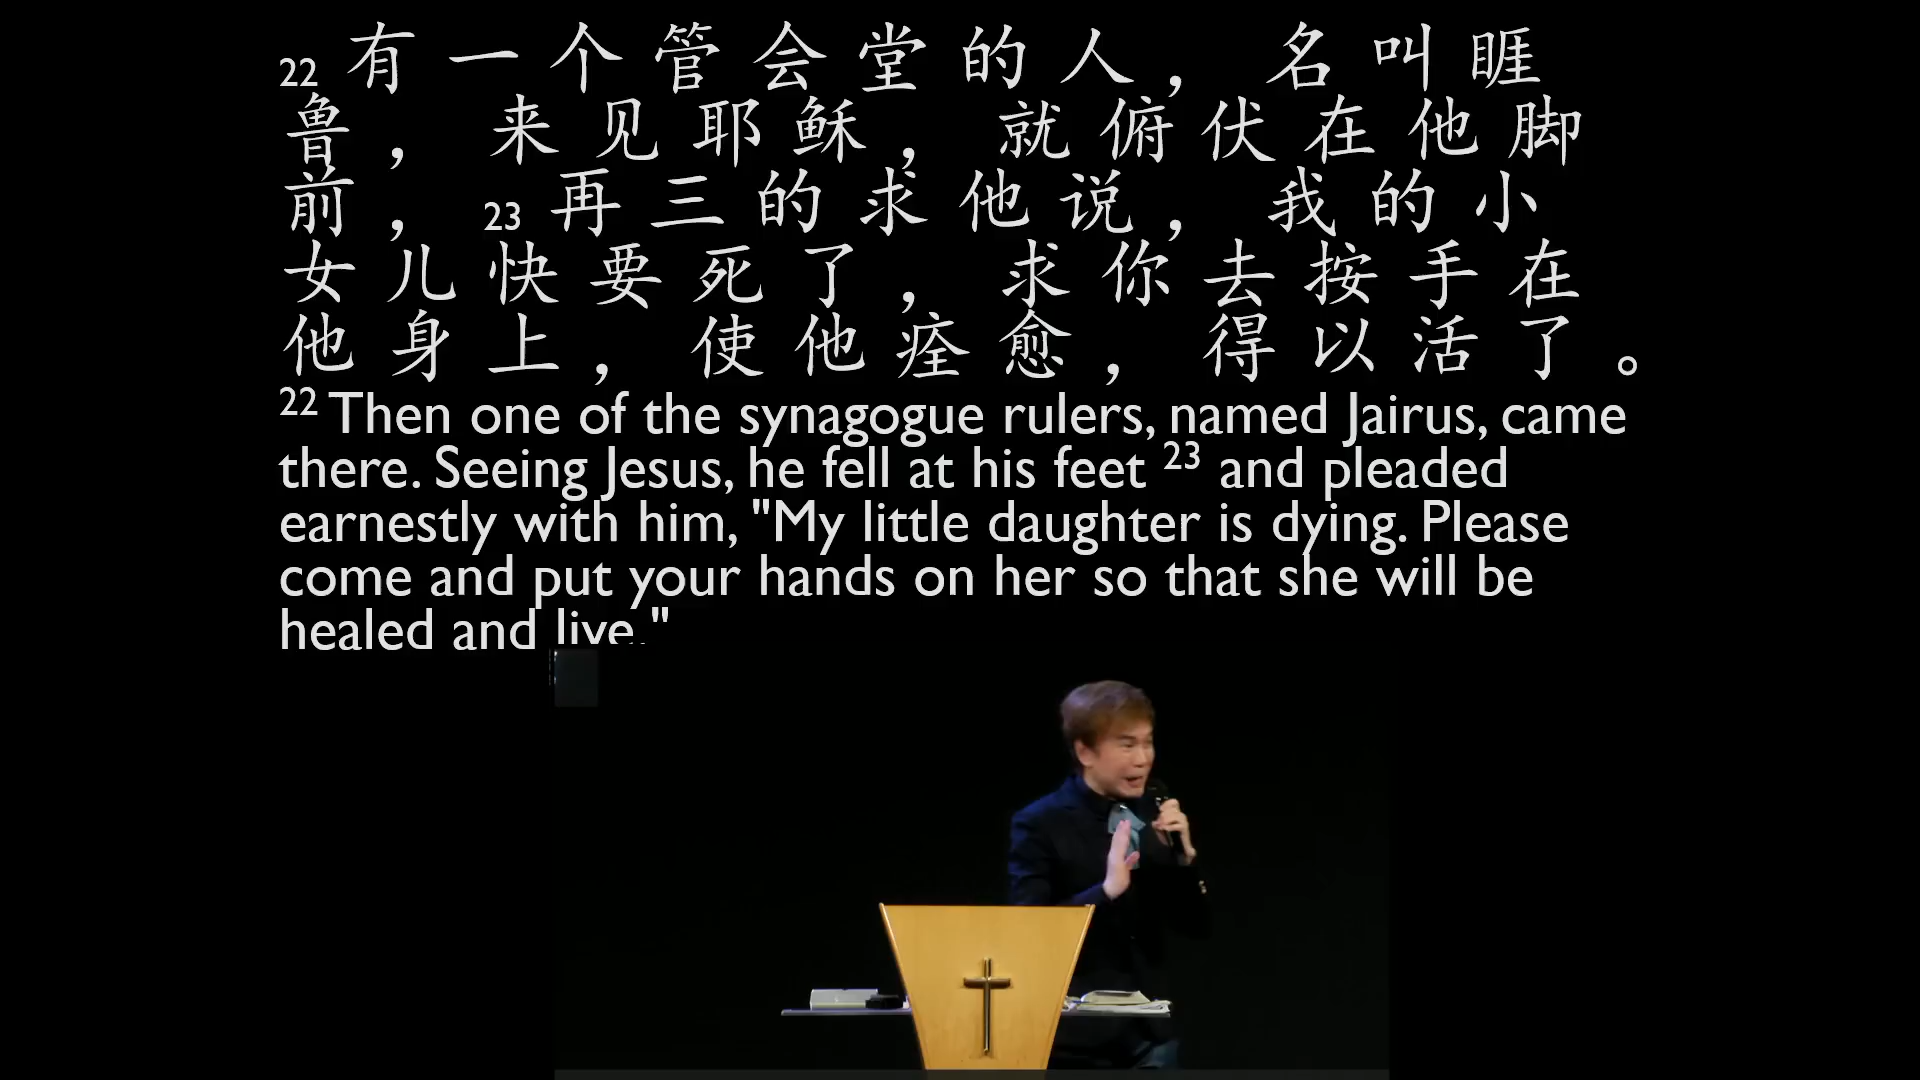 22 有一个管会堂的人，名叫睚
鲁，来见耶稣，就俯伏在他脚
前，23 再三的求他说，我的小
女儿快要死了，求你去按手在
他身上，使他痊愈，得以活了。
22 Then one of the synagogue rulers, named Jairus, came
there. Seeing Jesus, he fell at his feet 23 and pleaded
earnestly with him, "My little daughter is dying. Please
come and put your hands on her so that she will be
healed and live."